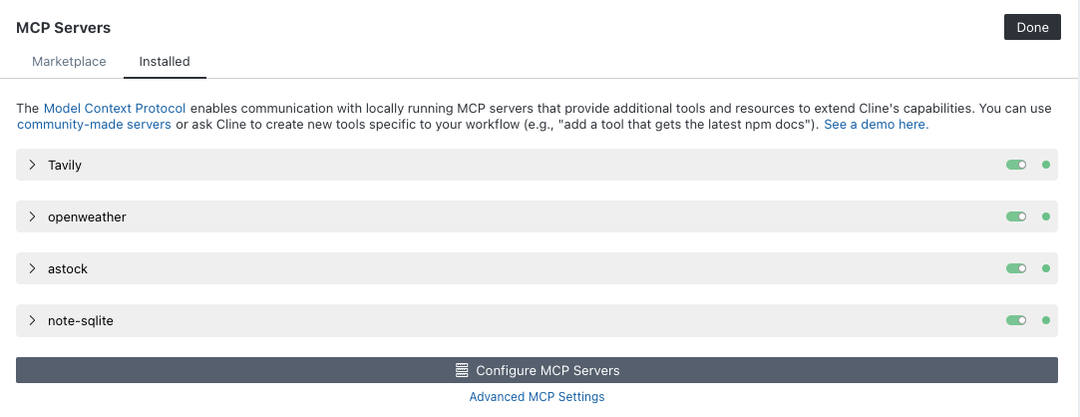 MCP Servers
Done
Marketplace
Installed
The Model Context Protocol enables communication with locally running MCP servers that provide additional tools and resources to extend Cline's capabilities. You can use
community-made servers or ask Cline to create new tools specific to your workflow (e.g., "add a tool that gets the latest npm docs"). See a demo here.
Tavily
openweather
astock
note-sqlite
Configure MCP Servers
Advanced MCP Settings